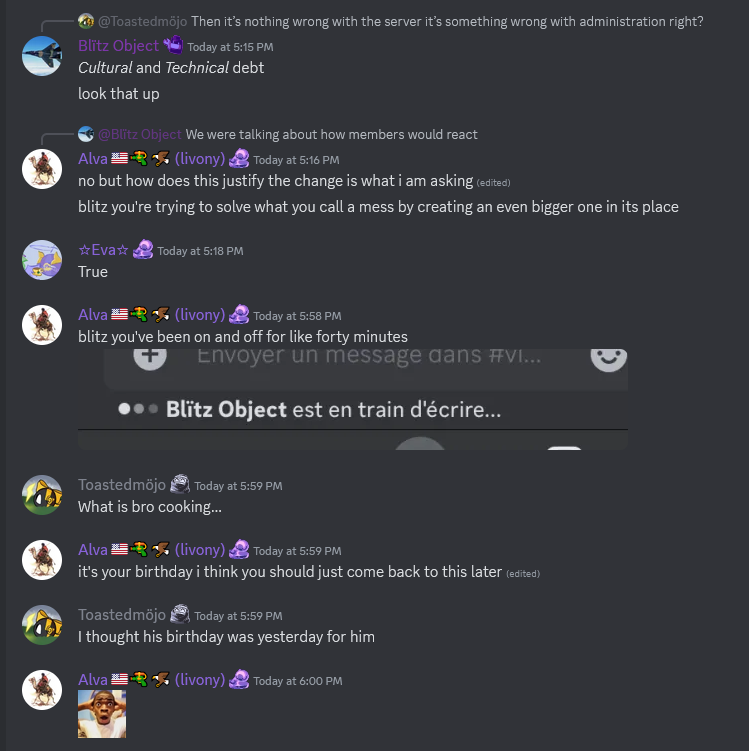 @Toastedmöjo Then it's nothing wrong with the server it's something wrong with administration right?
Blïtz Object Today at 5:15 PM
Cultural and Technical debt
look that up
@Blïtz Object We were talking about how members would react
Alva (livony) Today at 5:16 PM
no but how does this justify the change is what i am asking (edited)
blitz you're trying to solve what you call a mess by creating an even bigger one in its place
☆Eva☆ Today at 5:18 PM
True
Alva (livony) Today at 5:58 PM
blitz you've been on and off for like forty minutes
Envoyer un message dans #vi...
Blïtz Object est en train d'écrire...
Toastedmöjo Today at 5:59 PM
What is bro cooking...
Alva (livony) Today at 5:59 PM
it's your birthday i think you should just come back to this later (edited)
Toastedmöjo Today at 5:59 PM
I thought his birthday was yesterday for him
Alva (livony) Today at 6:00 PM